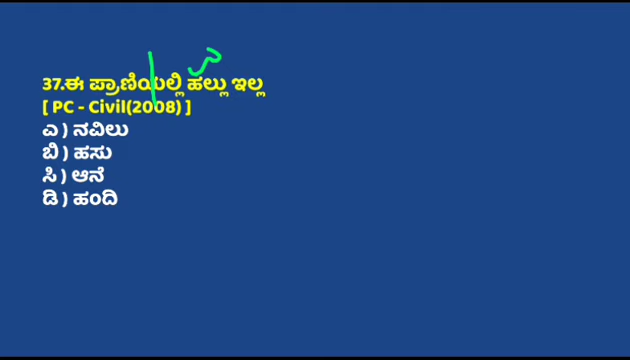 37.ಈ ಪ್ರಾಣಿಯಲ್ಲಿ ಹಲ್ಲು ಇಲ್ಲ
[ PC - Civil(2008) ]
ಎ ) ನವಿಲು
ಬಿ ) ಹಸು
ಸಿ ) ಆನೆ
ಡಿ ) ಹಂದಿ